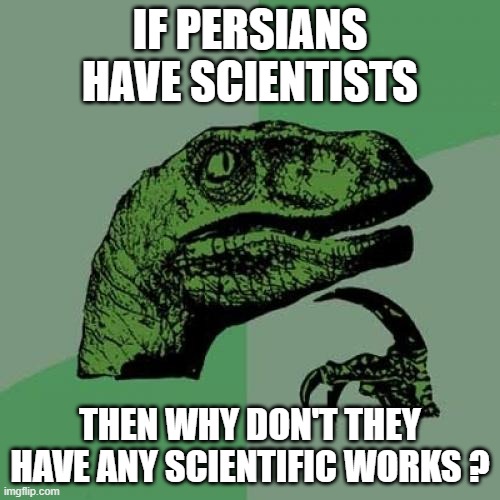 IF PERSIANS
HAVE SCIENTISTS
THEN WHY DON'T THEY
HAVE ANY SCIENTIFIC WORKS ?
imgflip.com